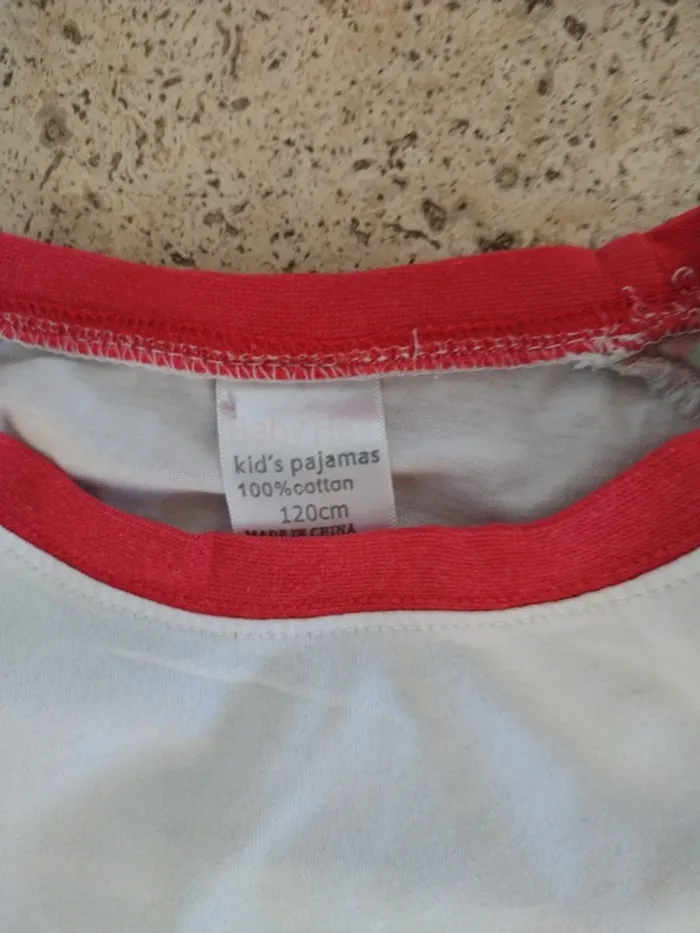 kid's pajamas
100%cotton
120cm
MADE IN CHINA